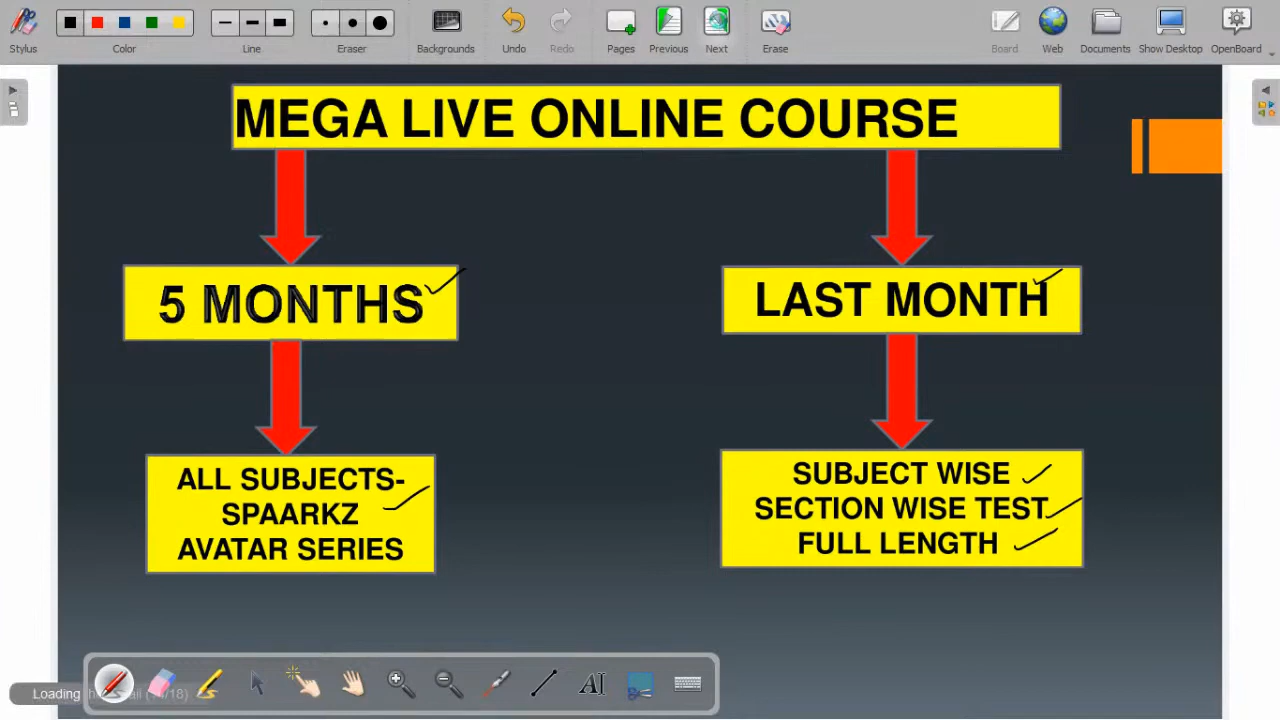 Stylus
Color
Line
Eraser
Backgrounds
Undo
Redo
Pages
Previous
Next
Erase
Board
Web
Documents
Show Desktop
OpenBoard
MEGA LIVE ONLINE COURSE
5 MONTHS
LAST MONTH
ALL SUBJECTS-
SPAARKZ
AVATAR SERIES
SUBJECT WISE
SECTION WISE TEST
FULL LENGTH
Loading
AI